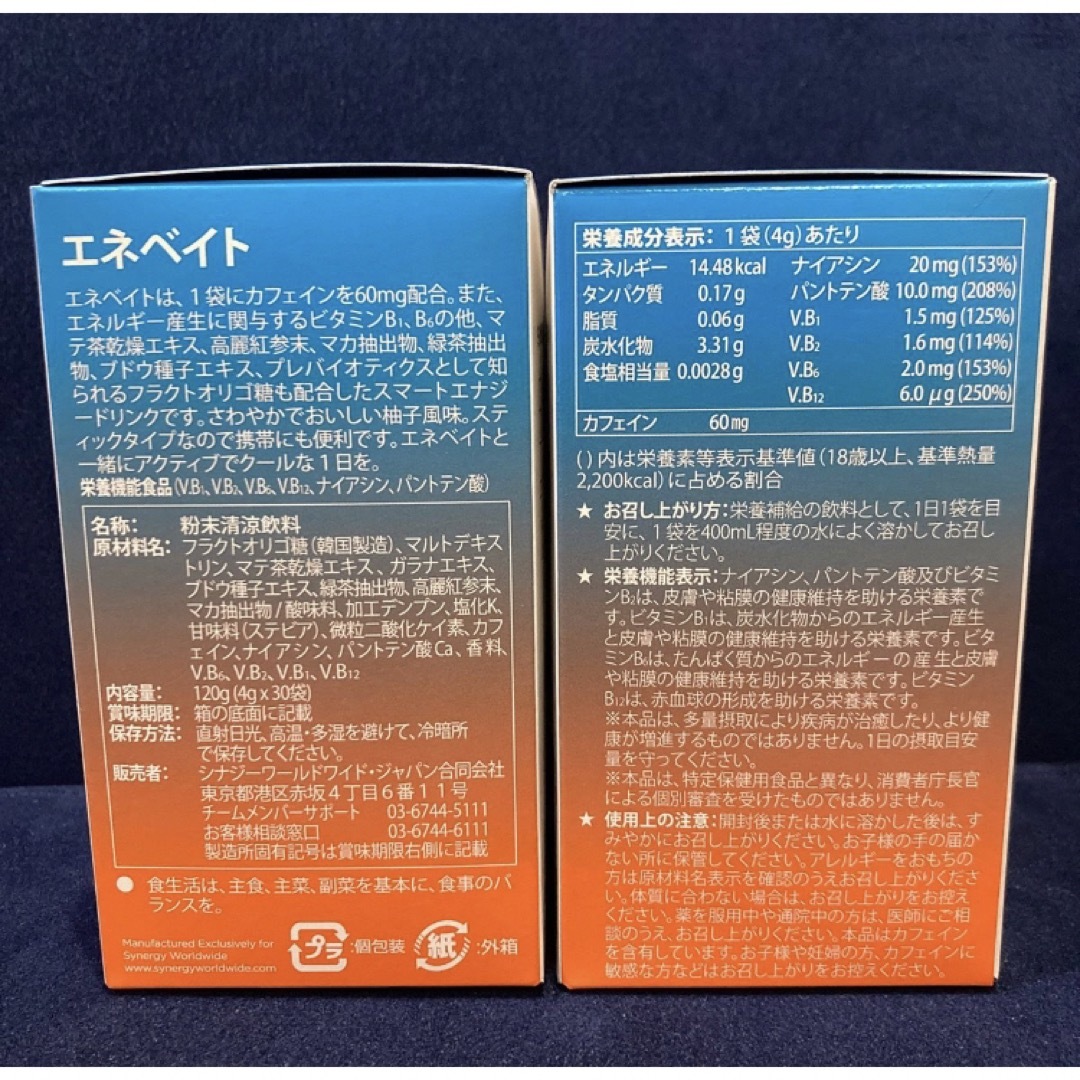 エネベイト
エネベイトは、1袋にカフェインを60mg配合。また、
エネルギー産生に関与するビタミンB₁、B₆の他、マ
テ茶乾燥エキス、高麗紅参末、マカ抽出物、緑茶抽出
物、ブドウ種子エキス、プレバイオティクスとして知
られるフラクトオリゴ糖も配合したスマートエナジ
ードリンクです。さわやかでおいしい柚子風味。ステ
ィックタイプなので携帯にも便利です。エネベイトと
一緒にアクティブでクールな1日を。
栄養機能食品(V.B₁、V.B₂、V.B₆、V.B₁₂、ナイアシン、パントテン酸)
名称: 粉末清涼飲料
原材料名: フラクトオリゴ糖(韓国製造)、マルトデキス
トリン、マテ茶乾燥エキス、ガラナエキス、
ブドウ種子エキス、緑茶抽出物、高麗紅参末、
マカ抽出物/酸味料、加工デンプン、塩化K、
甘味料(ステビア)、微粒二酸化ケイ素、カフ
ェイン、ナイアシン、パントテン酸Ca、香料、
V.B₆、V.B₂、V.B₁、V.B₁₂
内容量: 120g(4g x 30袋)
賞味期限: 箱の底面に記載
保存方法: 直射日光、高温・多湿を避けて、冷暗所
で保存してください。
販売者: シナジーワールドワイド・ジャパン合同会社
東京都港区赤坂4丁目6番11号
チームメンバーサポート 03-6744-5111
お客様相談窓口 03-6744-6111
製造所固有記号は賞味期限右側に記載
● 食生活は、主食、主菜、副菜を基本に、食事のバ
ランスを。
Manufactured Exclusively for
Synergy Worldwide
www.synergyworldwide.com
プラ :個包装 紙 :外箱
栄養成分表示: 1袋(4g)あたり
エネルギー 14.48kcal ナイアシン 20mg(153%)
タンパク質 0.17g パントテン酸 10.0mg(208%)
脂質 0.06g V.B₁ 1.5mg(125%)
炭水化物 3.31g V.B₂ 1.6mg(114%)
食塩相当量 0.0028g V.B₆ 2.0mg(153%)
V.B₁₂ 6.0μg(250%)
カフェイン 60mg
()内は栄養素等表示基準値(18歳以上、基準熱量
2,200kcal)に占める割合
★ お召し上がり方:栄養補給の飲料として、1日1袋を目
安に、1袋を400mL程度の水によく溶かしてお召し
上がりください。
★ 栄養機能表示:ナイアシン、パントテン酸及びビタミ
ンB₂は、皮膚や粘膜の健康維持を助ける栄養素で
す。ビタミンB₁は、炭水化物からのエネルギー産生
と皮膚や粘膜の健康維持を助ける栄養素です。ビタ
ミンB₆は、たんぱく質からのエネルギーの産生と皮膚
や粘膜の健康維持を助ける栄養素です。ビタミン
B₁₂は、赤血球の形成を助ける栄養素です。
※本品は、多量摂取により疾病が治癒したり、より健
康が増進するものではありません。1日の摂取目安
量を守ってください。
※本品は、特定保健用食品と異なり、消費者庁長官
による個別審査を受けたものではありません。
★ 使用上の注意:開封後または水に溶かした後は、す
みやかにお召し上がりください。お子様の手の届か
ない所に保管してください。アレルギーをおもちの
方は原材料名表示を確認のうえお召し上がりくださ
い。体質に合わない場合は、お召し上がりをお控え
ください。薬を服用中や通院中の方は、医師にご相
談のうえ、お召し上がりください。本品はカフェイン
を含有しています。お子様や妊婦の方、カフェインに
敏感な方などはお召し上がりをお控えください。